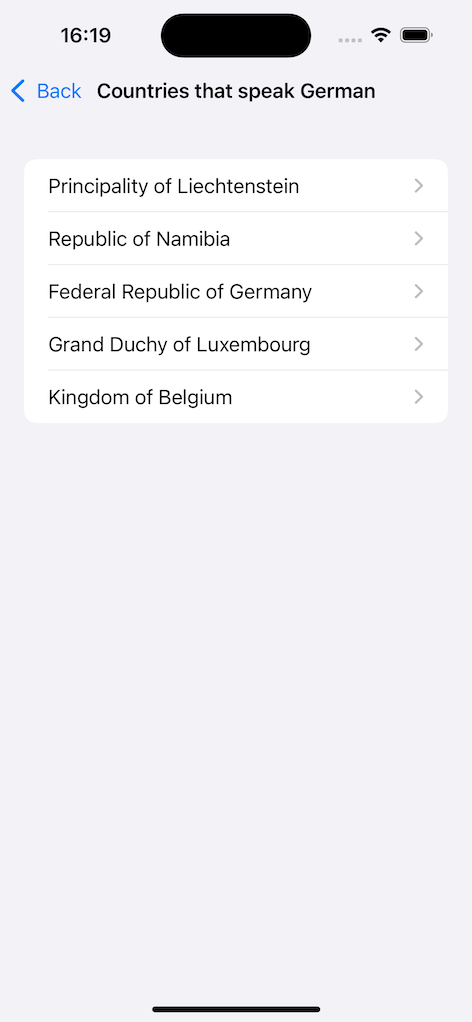 16:19
Back Countries that speak German
Principality of Liechtenstein
Republic of Namibia
Federal Republic of Germany
Grand Duchy of Luxembourg
Kingdom of Belgium